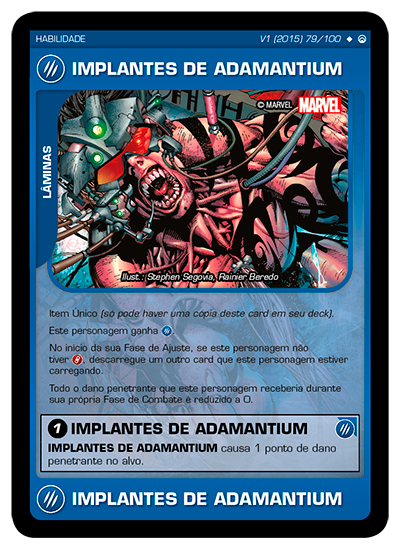 HABILIDADE
V1 (2015) 79/100
IMPLANTES DE ADAMANTIUM
© MARVEL
MARVEL
LÂMINAS
Ilust.: Stephen Segovia, Rainier Beredo
Item Único (só pode haver uma cópia deste card em seu deck).
Este personagem ganha
No início da sua Fase de Ajuste, se este personagem não
tiver , descarregue um outro card que este personagem estiver
carregando.
Todo o dano penetrante que este personagem receberia durante
sua própria Fase de Combate é reduzido a 0.
1 IMPLANTES DE ADAMANTIUM
IMPLANTES DE ADAMANTIUM causa 1 ponto de dano
penetrante no alvo.
IMPLANTES DE ADAMANTIUM